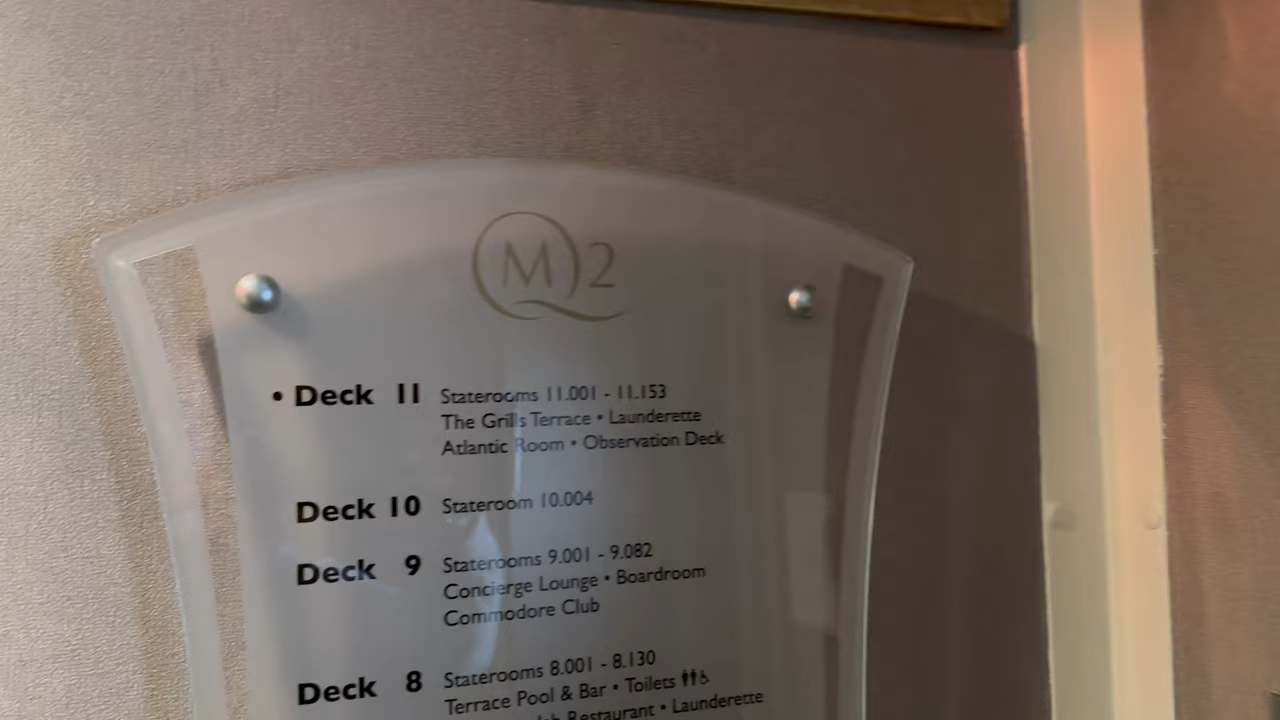 QM2
• Deck 11 Staterooms 11.001 - 11.153
The Grills Terrace • Launderette
Atlantic Room • Observation Deck
Deck 10 Stateroom 10.004
Deck 9 Staterooms 9.001 - 9.082
Concierge Lounge • Boardroom
Commodore Club
Deck 8 Staterooms 8.001 - 8.130
Terrace Pool & Bar • Toilets
Restaurant • Launderette